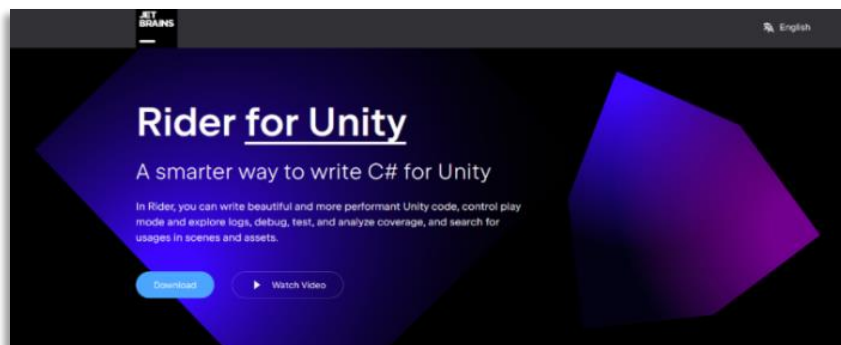 JET
BRAINS
English
Rider for Unity
A smarter way to write C# for Unity
In Rider, you can write beautiful and more performant Unity code, control play
mode and explore logs, debug, test, and analyze coverage, and search for
usages in scenes and assets.
Download
Watch Video